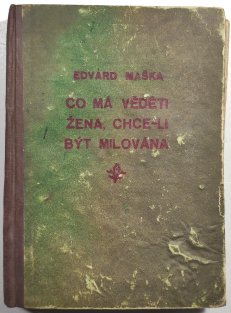 EDVARD MAŠKA
CO MÁ VĚDĚTI
ŽENA, CHCE-LI
BÝT MILOVÁNA